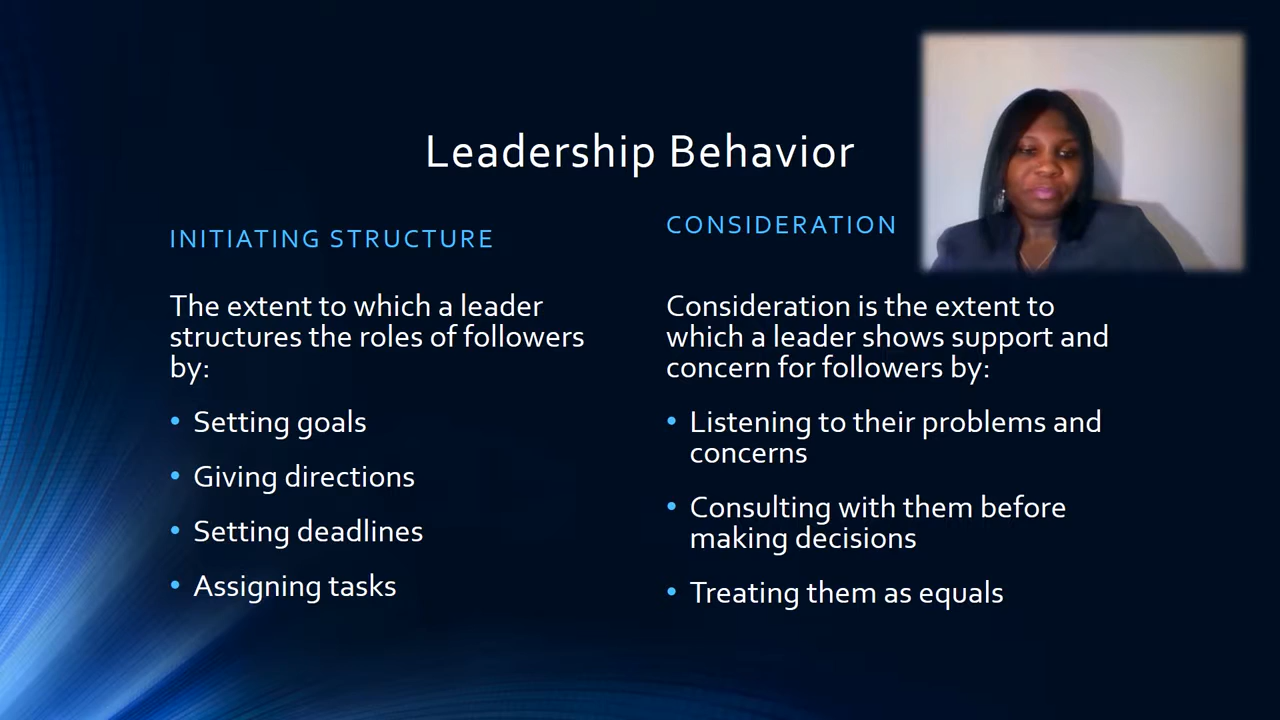 Leadership Behavior
INITIATING STRUCTURE
The extent to which a leader
structures the roles of followers
by:
• Setting goals
• Giving directions
• Setting deadlines
• Assigning tasks
CONSIDERATION
Consideration is the extent to
which a leader shows support and
concern for followers by:
• Listening to their problems and
concerns
• Consulting with them before
making decisions
• Treating them as equals